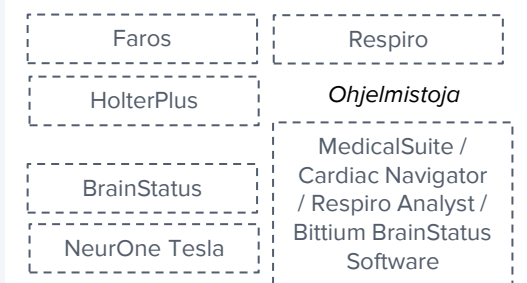 Faros
HolterPlus
BrainStatus
NeurOne Tesla
Respiro
Ohjelmistoja
MedicalSuite /
Cardiac Navigator
/ Respiro Analyst /
Bittium BrainStatus
Software